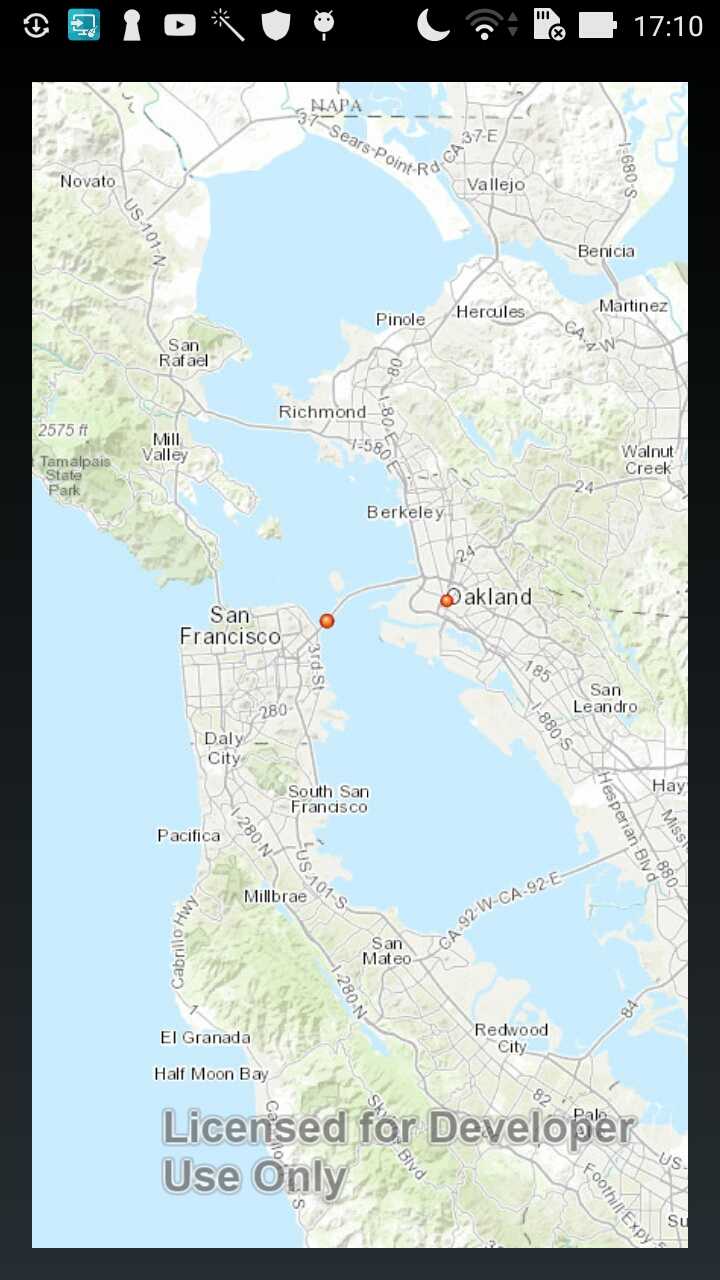 17:10
NAPA
37-Sears-Point-Rd-CA-37-E
I-680-S
Novato
Vallejo
US-101-N
Benicia
Martinez
Pinole
Hercules
CA-4-W
San
Rafael
80
I-80-E
Richmond
2575 ft
Mill
Valley
I-580 E
Walnut
Creek
Tamalpais
State
Park
24
Berkeley
24
Oakland
San
Francisco
3rd St
185
San
Leandro
280
I-880-S
Daly
City
Hay
South San
Francisco
Hesperian Blvd
Miss
Pacifica
I-280-N
US-101-S
880
Millbrae
CA-92-W-CA-92-E
Cabrillo Hwy
San
Mateo
I-280-N
84
1
El Granada
Redwood
City
Half Moon Bay
82
Palo
Licensed for Developer
Use Only
US-
Foothill-Expy-S
Su